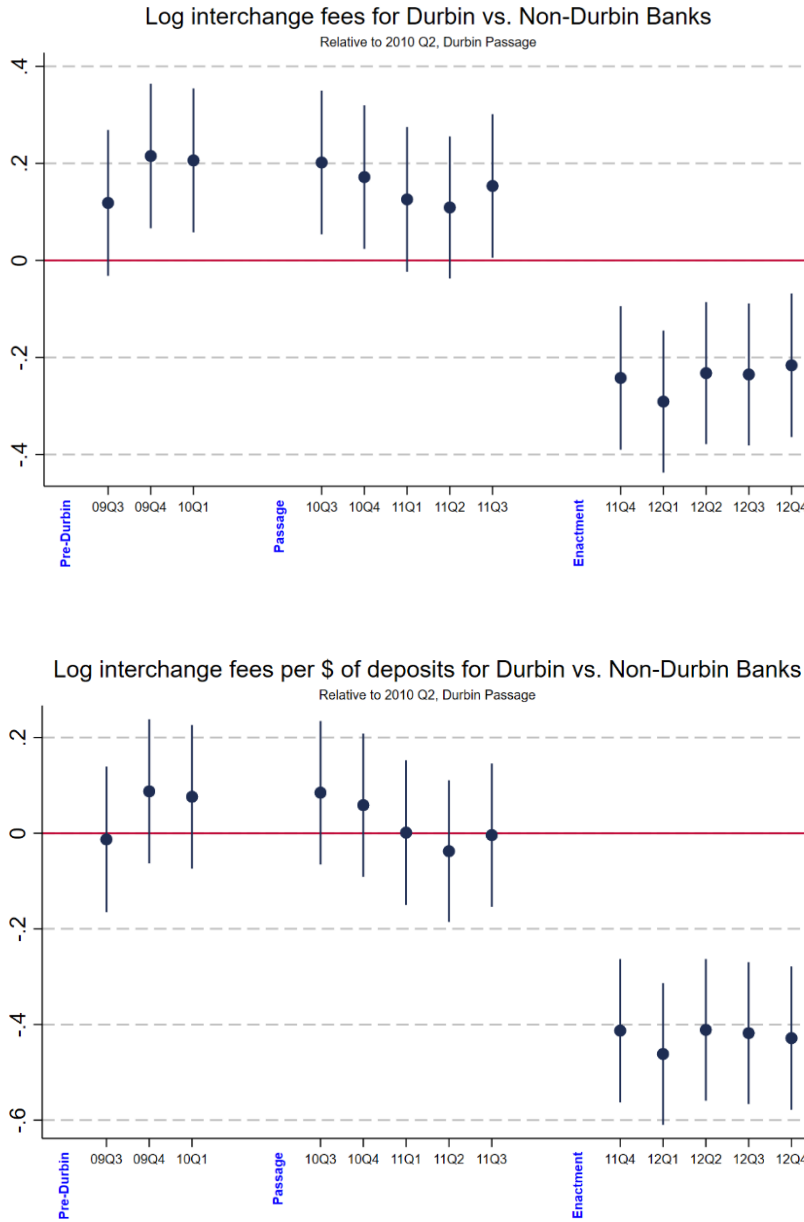 Log interchange fees for Durbin vs. Non-Durbin Banks
Relative to 2010 Q2, Durbin Passage
.4
.2
0
-.2
-.4
Pre-Durbin 09Q3 09Q4 10Q1 Passage 10Q3 10Q4 11Q1 11Q2 11Q3 Enactment 11Q4 12Q1 12Q2 12Q3 12Q4
Log interchange fees per $ of deposits for Durbin vs. Non-Durbin Banks
Relative to 2010 Q2, Durbin Passage
.2
0
-.2
-.4
-.6
Pre-Durbin 09Q3 09Q4 10Q1 Passage 10Q3 10Q4 11Q1 11Q2 11Q3 Enactment 11Q4 12Q1 12Q2 12Q3 12Q4